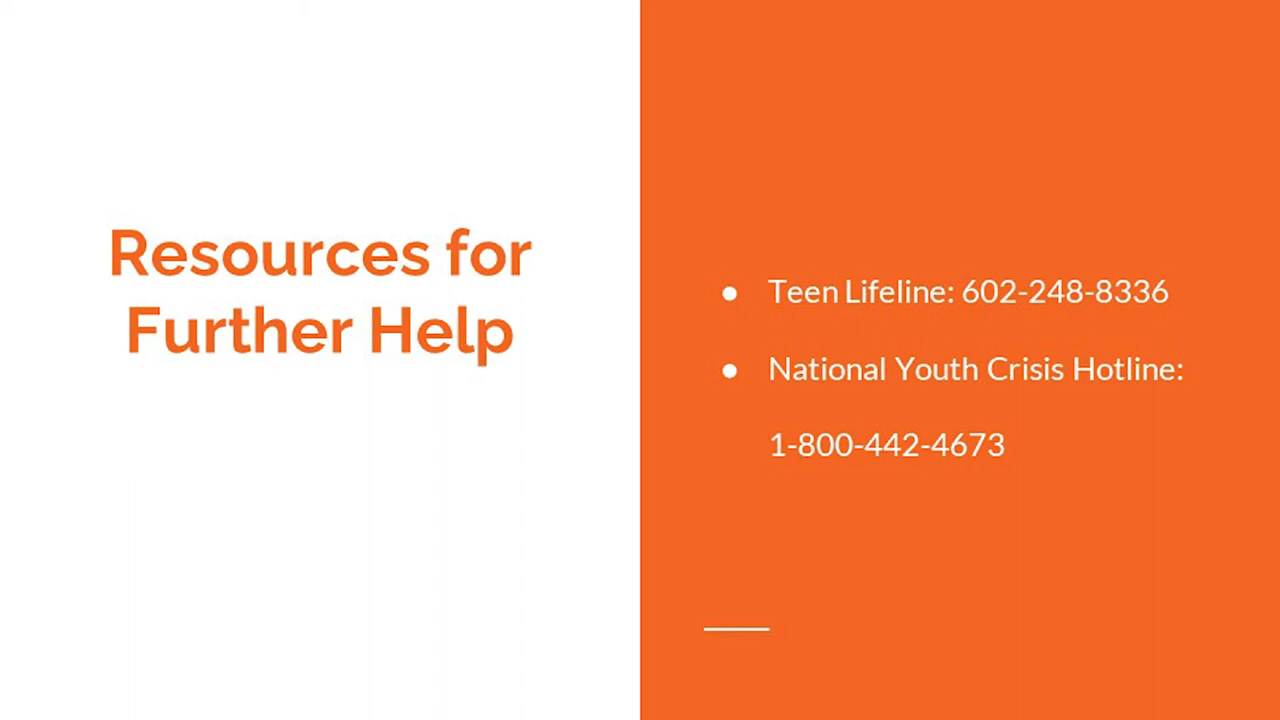 Resources for
Further Help
● Teen Lifeline: 602-248-8336
● National Youth Crisis Hotline:
1-800-442-4673